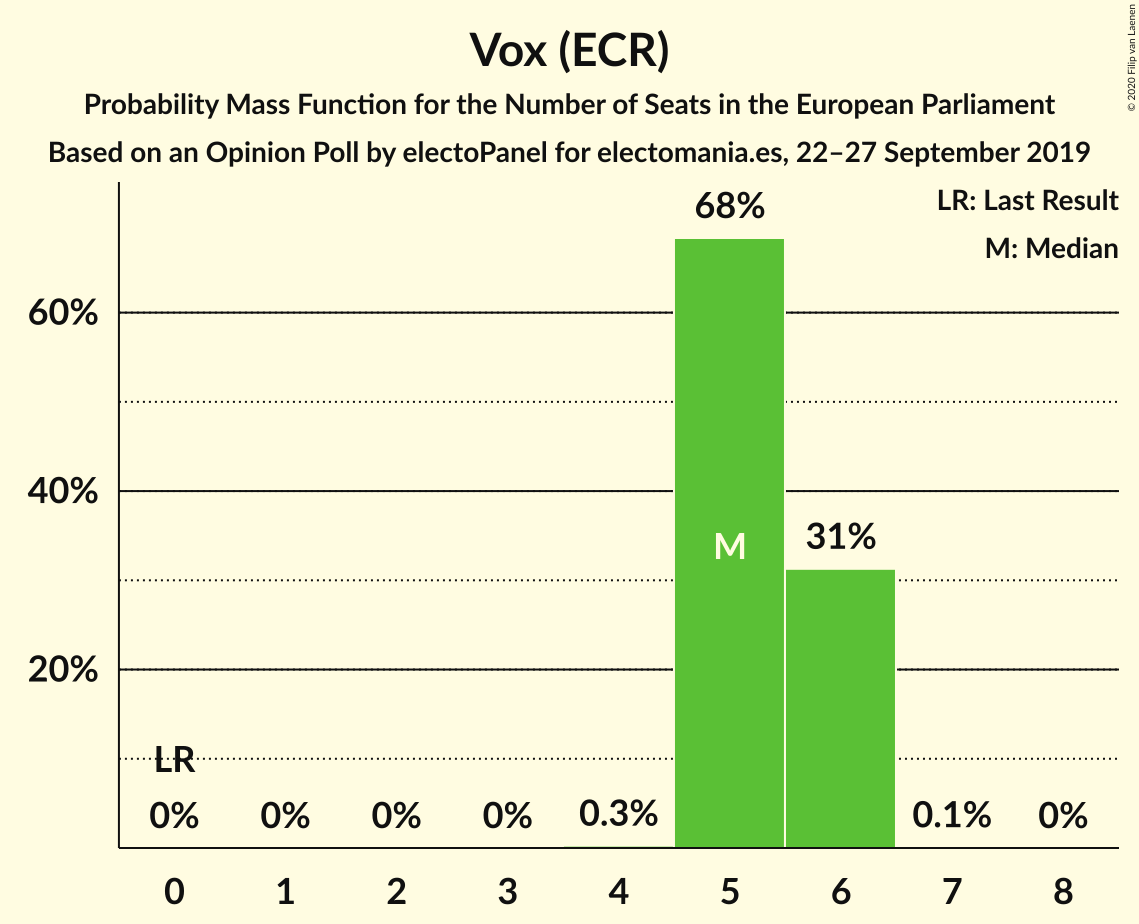 Vox (ECR)
Probability Mass Function for the Number of Seats in the European Parliament
Based on an Opinion Poll by electoPanel for electomania.es, 22–27 September 2019
© 2020 Filip van Laenen
LR: Last Result
M: Median
68%
60%
40%
31%
M
20%
LR
0% 0% 0% 0% 0.3% 0.1% 0%
0 1 2 3 4 5 6 7 8